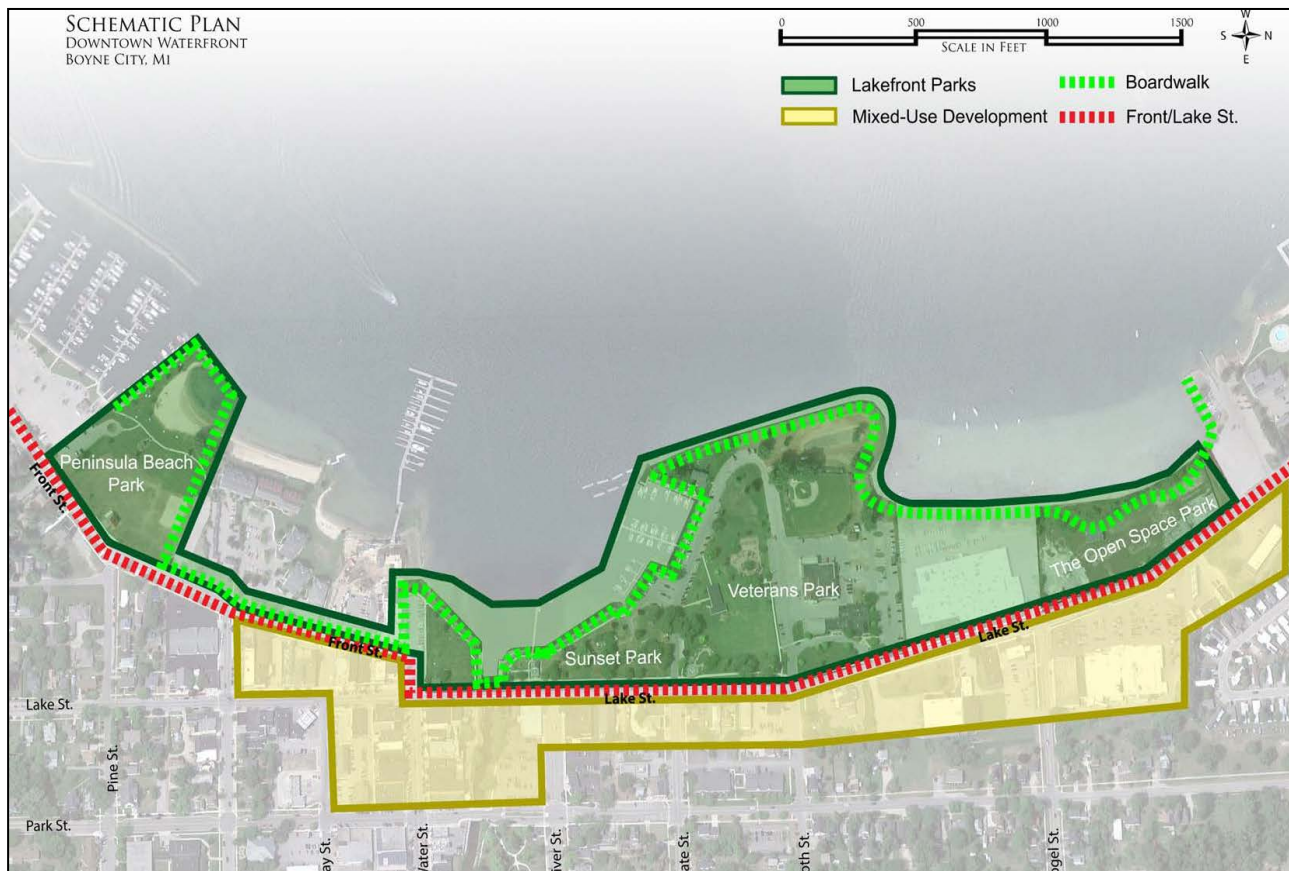 SCHEMATIC PLAN
DOWNTOWN WATERFRONT
BOYNE CITY, MI
0 500 1000 1500
SCALE IN FEET
W
S N
E
Lakefront Parks
Boardwalk
Mixed-Use Development
Front/Lake St.
Peninsula Beach
Park
Front St.
The Open Space Park
Veterans Park
Sunset Park
Front St.
Lake St.
Lake St.
Lake St.
Pine St.
Park St.